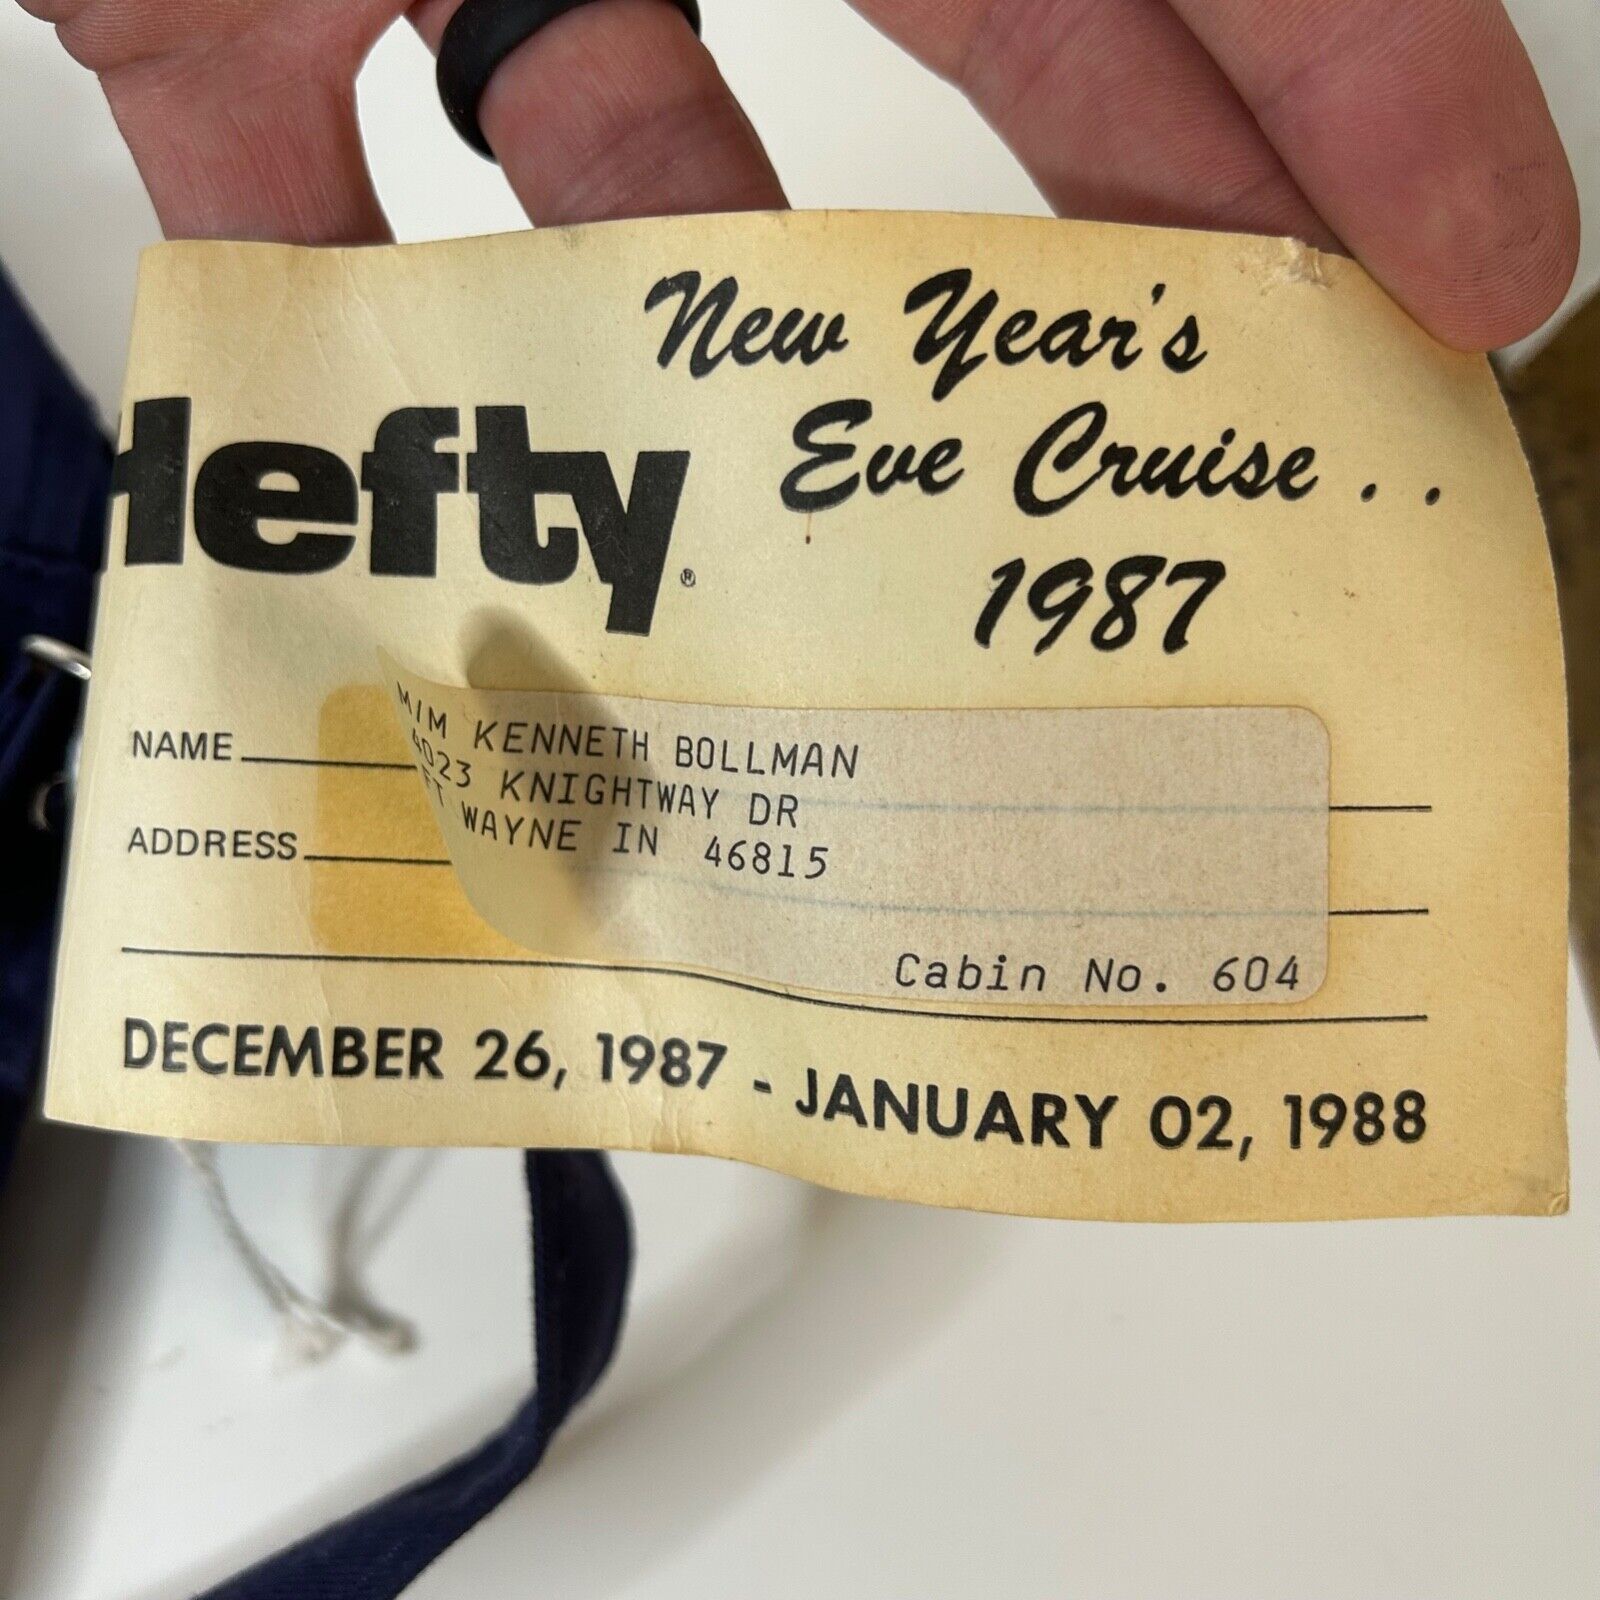 New Year's
Hefty®
Eve Cruise . .
1987
NAME
MIM KENNETH BOLLMAN
4023 KNIGHTWAY DR
ADDRESS
FT WAYNE IN 46815
Cabin No. 604
DECEMBER 26, 1987 - JANUARY 02, 1988